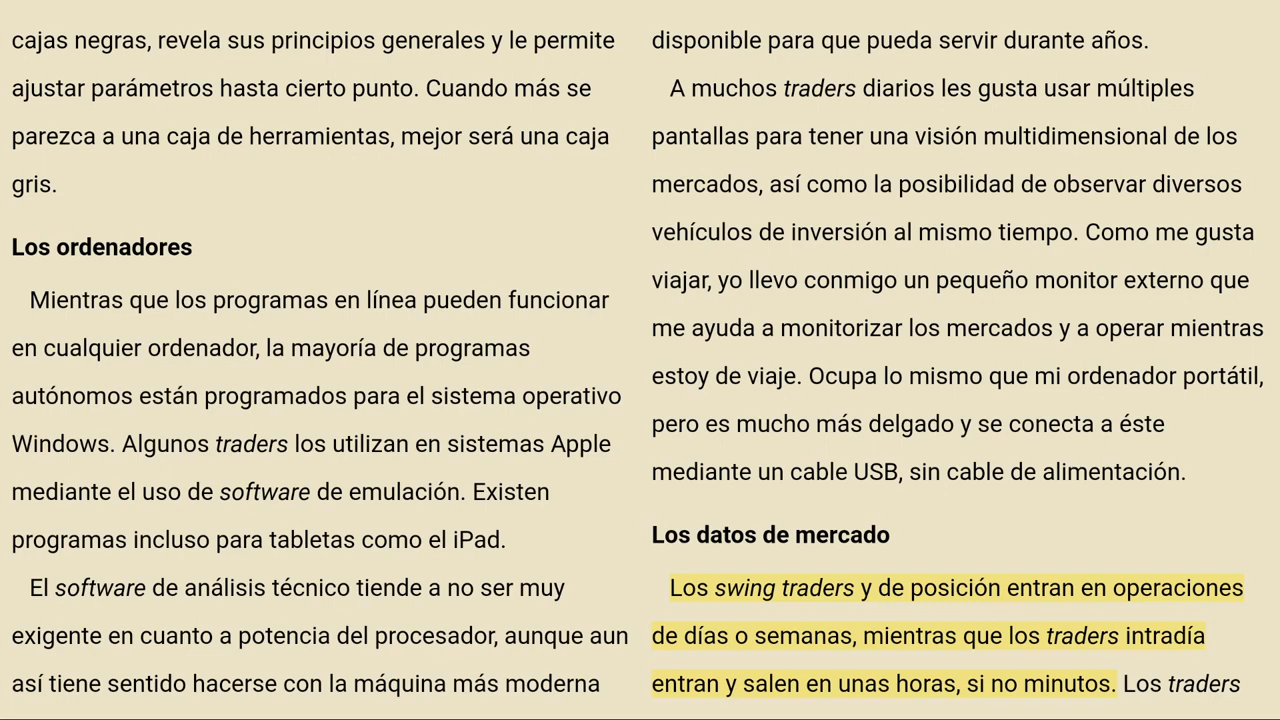 cajas negras, revela sus principios generales y le permite
ajustar parámetros hasta cierto punto. Cuando más se
parezca a una caja de herramientas, mejor será una caja
gris.
Los ordenadores
Mientras que los programas en línea pueden funcionar
en cualquier ordenador, la mayoría de programas
autónomos están programados para el sistema operativo
Windows. Algunos traders los utilizan en sistemas Apple
mediante el uso de software de emulación. Existen
programas incluso para tabletas como el iPad.
El software de análisis técnico tiende a no ser muy
exigente en cuanto a potencia del procesador, aunque aun
así tiene sentido hacerse con la máquina más moderna
disponible para que pueda servir durante años.
A muchos traders diarios les gusta usar múltiples
pantallas para tener una visión multidimensional de los
mercados, así como la posibilidad de observar diversos
vehículos de inversión al mismo tiempo. Como me gusta
viajar, yo llevo conmigo un pequeño monitor externo que
me ayuda a monitorizar los mercados y a operar mientras
estoy de viaje. Ocupa lo mismo que mi ordenador portátil,
pero es mucho más delgado y se conecta a éste
mediante un cable USB, sin cable de alimentación.
Los datos de mercado
Los swing traders y de posición entran en operaciones
de días o semanas, mientras que los traders intradía
entran y salen en unas horas, si no minutos. Los traders